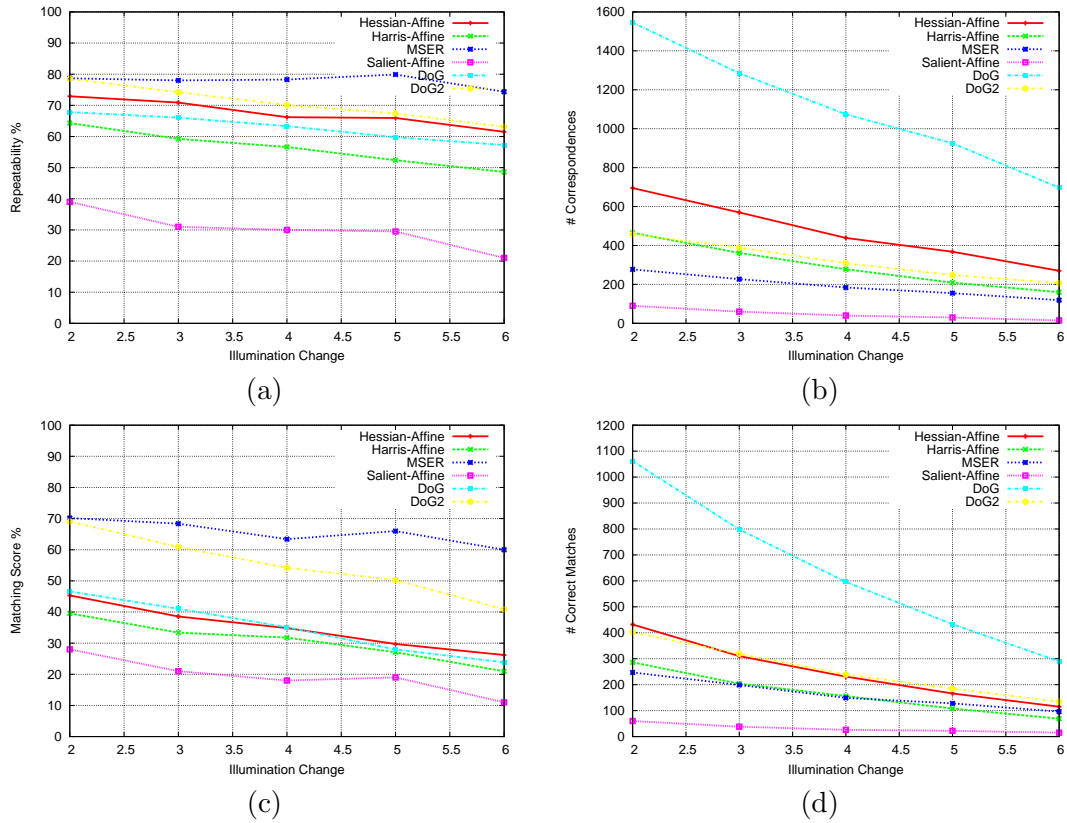 100
90
80
70
60
50
40
30
20
10
0
Repeatability %
2 2.5 3 3.5 4 4.5 5 5.5 6
Illumination Change
Hessian-Affine
Harris-Affine
MSER
Salient-Affine
DoG
DoG2
(a)
1600
1400
1200
1000
800
600
400
200
0
# Correspondences
2 2.5 3 3.5 4 4.5 5 5.5 6
Illumination Change
Hessian-Affine
Harris-Affine
MSER
Salient-Affine
DoG
DoG2
(b)
100
90
80
70
60
50
40
30
20
10
0
Matching Score %
2 2.5 3 3.5 4 4.5 5 5.5 6
Illumination Change
Hessian-Affine
Harris-Affine
MSER
Salient-Affine
DoG
DoG2
(c)
1200
1100
1000
900
800
700
600
500
400
300
200
100
0
# Correct Matches
2 2.5 3 3.5 4 4.5 5 5.5 6
Illumination Change
Hessian-Affine
Harris-Affine
MSER
Salient-Affine
DoG
DoG2
(d)